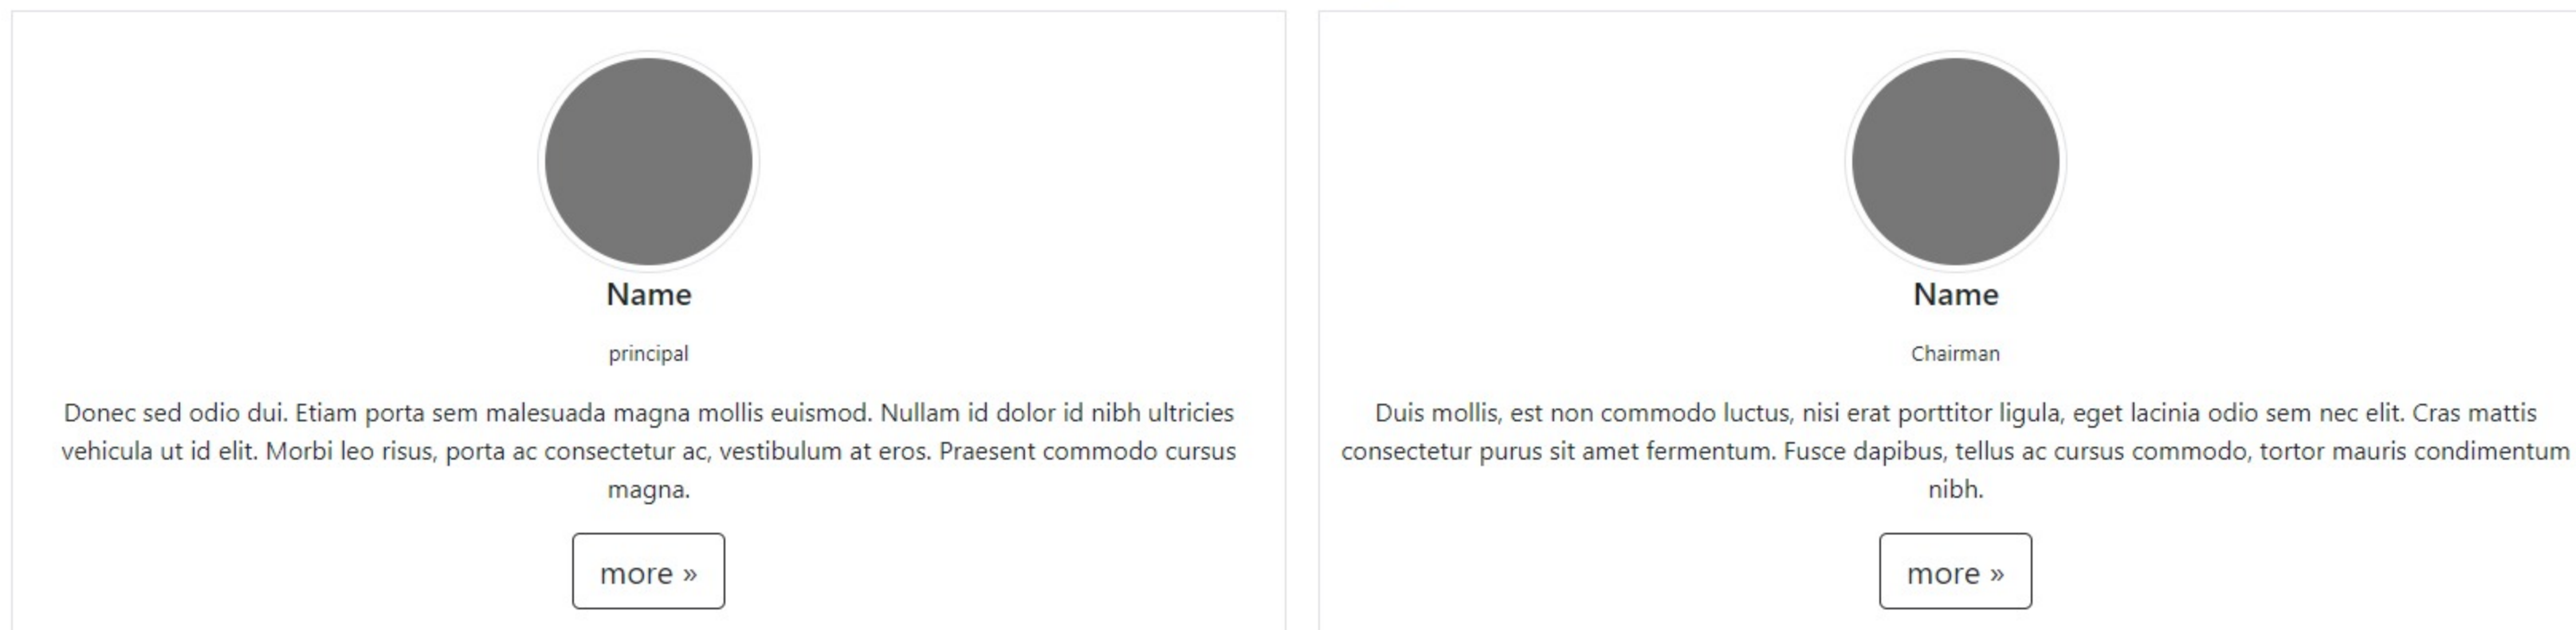 Name
principal
Donec sed odio dui. Etiam porta sem malesuada magna mollis euismod. Nullam id dolor id nibh ultricies
vehicula ut id elit. Morbi leo risus, porta ac consectetur ac, vestibulum at eros. Praesent commodo cursus
magna.
more »
Name
Chairman
Duis mollis, est non commodo luctus, nisi erat porttitor ligula, eget lacinia odio sem nec elit. Cras mattis
consectetur purus sit amet fermentum. Fusce dapibus, tellus ac cursus commodo, tortor mauris condimentum
nibh.
more »